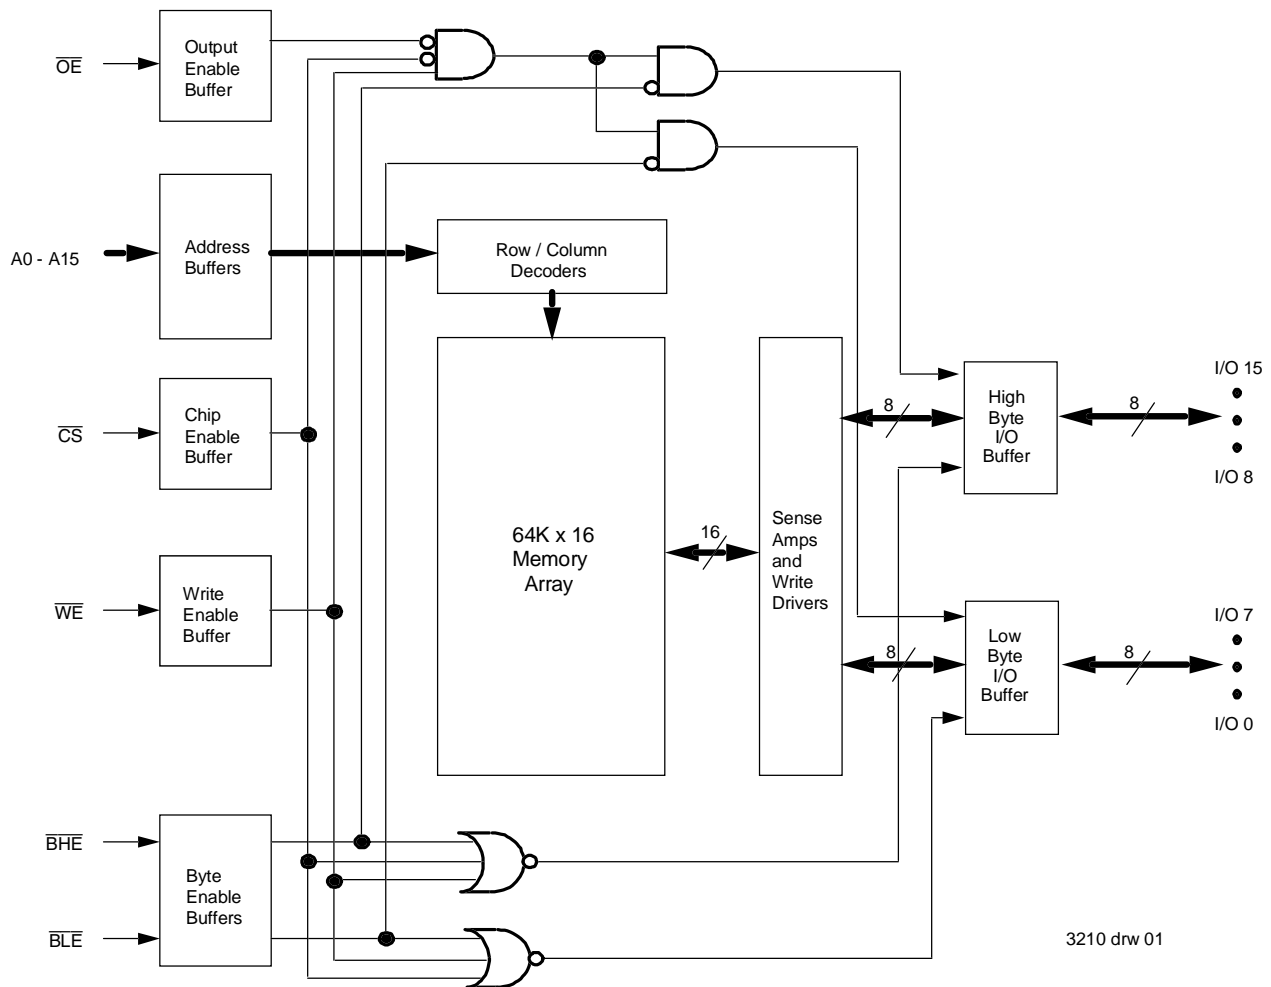 OE
Output
Enable
Buffer
A0 - A15
Address
Buffers
Row / Column
Decoders
CS
Chip
Enable
Buffer
WE
Write
Enable
Buffer
64K x 16
Memory
Array
16
Sense
Amps
and
Write
Drivers
8
High
Byte
I/O
Buffer
8
I/O 15
I/O 8
8
Low
Byte
I/O
Buffer
8
I/O 7
I/O 0
BHE
Byte
Enable
Buffers
BLE
3210 drw 01